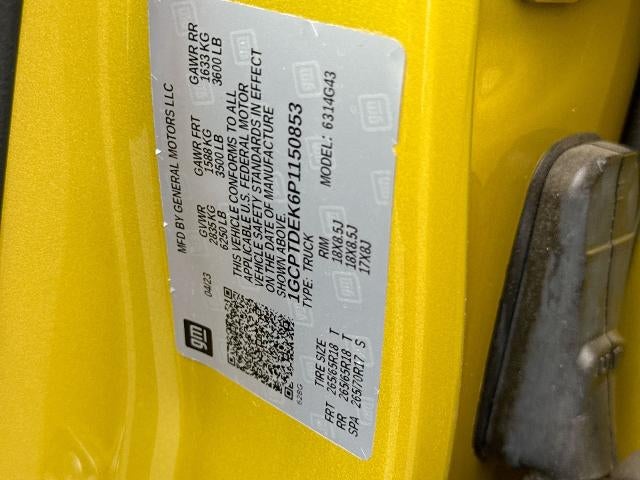 gm
MFD BY GENERAL MOTORS LLC
04/23
GVWR GAWR FRT GAWR RR
2835 KG 1588 KG 1633 KG
6250 LB 3500 LB 3600 LB
THIS VEHICLE CONFORMS TO ALL
APPLICABLE U.S. FEDERAL MOTOR
VEHICLE SAFETY STANDARDS IN EFFECT
ON THE DATE OF MANUFACTURE
SHOWN ABOVE.
1GCPTDEK6P1150853
TYPE: TRUCK MODEL: 6314G43
628G
TIRE SIZE RIM
FRT 265/65R18 T 18X8.5J
RR 265/65R18 T 18X8.5J
SPA 265/70R17 S 17X8J